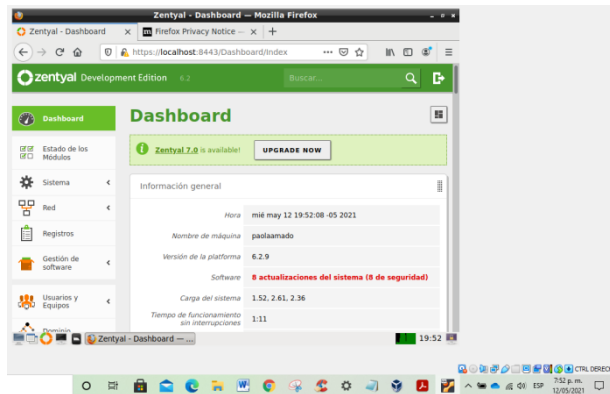 Zentyal - Dashboard — Mozilla Firefox
Zentyal - Dashboard
Firefox Privacy Notice —
https://localhost:8443/Dashboard/Index
zentyal Development Edition 6.2
Buscar...
Dashboard
Estado de los
Módulos
Sistema
Red
Registros
Gestión de
software
Usuarios y
Equipos
Dominio
Dashboard
Zentyal 7.0 is available!
UPGRADE NOW
Información general
Hora mié may 12 19:52:08 -05 2021
Nombre de máquina paolaamado
Versión de la plataforma 6.2.9
Software 8 actualizaciones del sistema (8 de seguridad)
Carga del sistema 1.52, 2.61, 2.36
Tiempo de funcionamiento
sin interrupciones 1:11
Zentyal - Dashboard — ...
19:52
CTRL DERECH
ESP
7:52 p. m.
12/05/2021